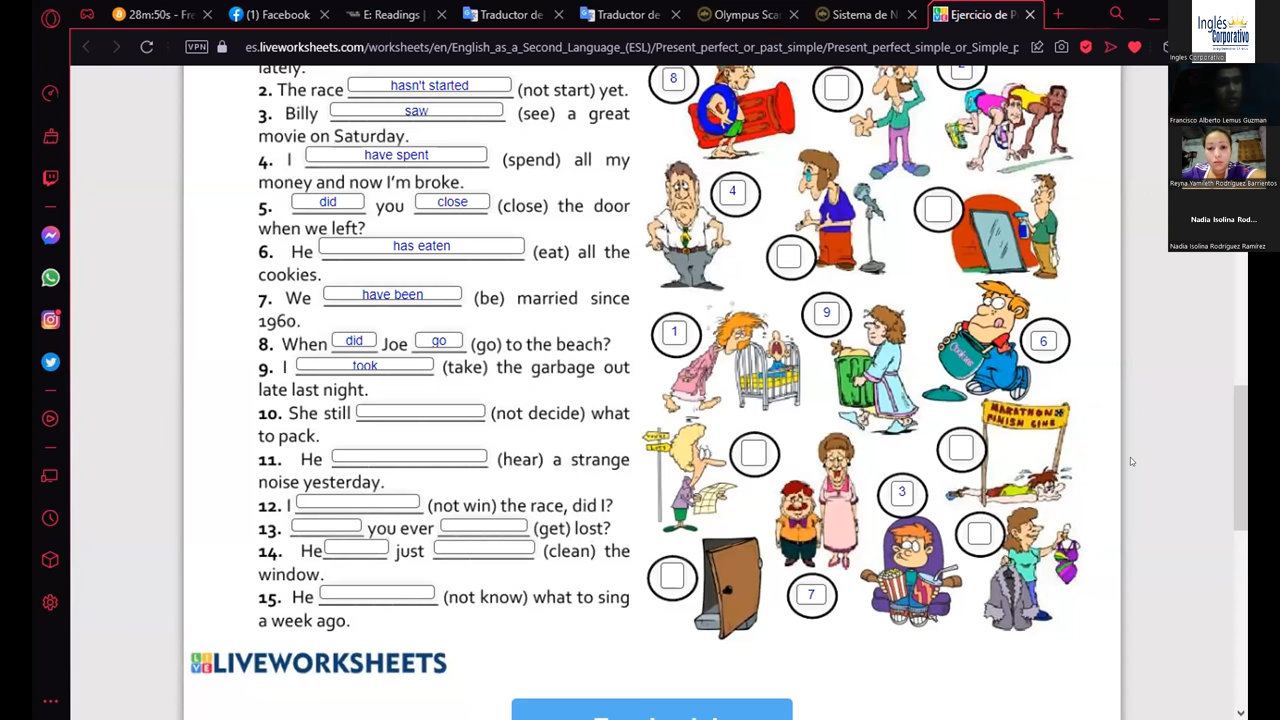 28m:50s - Fre
(1) Facebook
E: Readings |
Traductor de
Traductor de
Olympus Sca
Sistema de N
Ejercicio de P
VPN
es.liveworksheets.com/worksheets/en/English_as_a_Second_Language_(ESL)/Present_perfect_or_past_simple/Present_perfect_simple_or_Simple_p
Inglés
Corporativo
Ingles Corporativo
Francisco Alberto Lemus Guzman
Reyna Yamileth Rodríguez Barrientos
Nadia Isolina Rod...
Nadia Isolina Rodríguez Ramírez
lately.
2. The race hasn't started (not start) yet.
3. Billy saw (see) a great
movie on Saturday.
4. I have spent (spend) all my
money and now I'm broke.
5. did you close (close) the door
when we left?
6. He has eaten (eat) all the
cookies.
7. We have been (be) married since
1960.
8. When did Joe go (go) to the beach?
9. I took (take) the garbage out
late last night.
10. She still (not decide) what
to pack.
11. He (hear) a strange
noise yesterday.
12. I (not win) the race, did I?
13. you ever (get) lost?
14. He just (clean) the
window.
15. He (not know) what to sing
a week ago.
8
2
4
1
9
6
MARATHON
FINISH LINE
3
7
LIVEWORKSHEETS